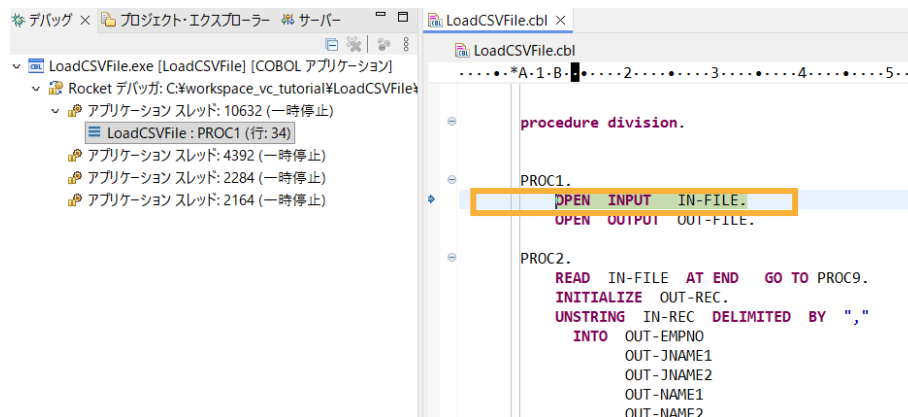 デバッグ × プロジェクト・エクスプローラー サーバー
LoadCSVFile.exe [LoadCSVFile] [COBOL アプリケーション]
Rocket デバッガ: C:¥workspace_vc_tutorial¥LoadCSVFile¥
アプリケーション スレッド: 10632 (一時停止)
LoadCSVFile : PROC1 (行: 34)
アプリケーション スレッド: 4392 (一時停止)
アプリケーション スレッド: 2284 (一時停止)
アプリケーション スレッド: 2164 (一時停止)
LoadCSVFile.cbl ×
LoadCSVFile.cbl
····•·*A·1·B·█•····2····•····3····•····4····•····5··
procedure division.
PROC1.
OPEN INPUT IN-FILE.
OPEN OUTPUT OUT-FILE.
PROC2.
READ IN-FILE AT END GO TO PROC9.
INITIALIZE OUT-REC.
UNSTRING IN-REC DELIMITED BY ","
INTO OUT-EMPNO
OUT-JNAME1
OUT-JNAME2
OUT-NAME1
OUT-NAME2